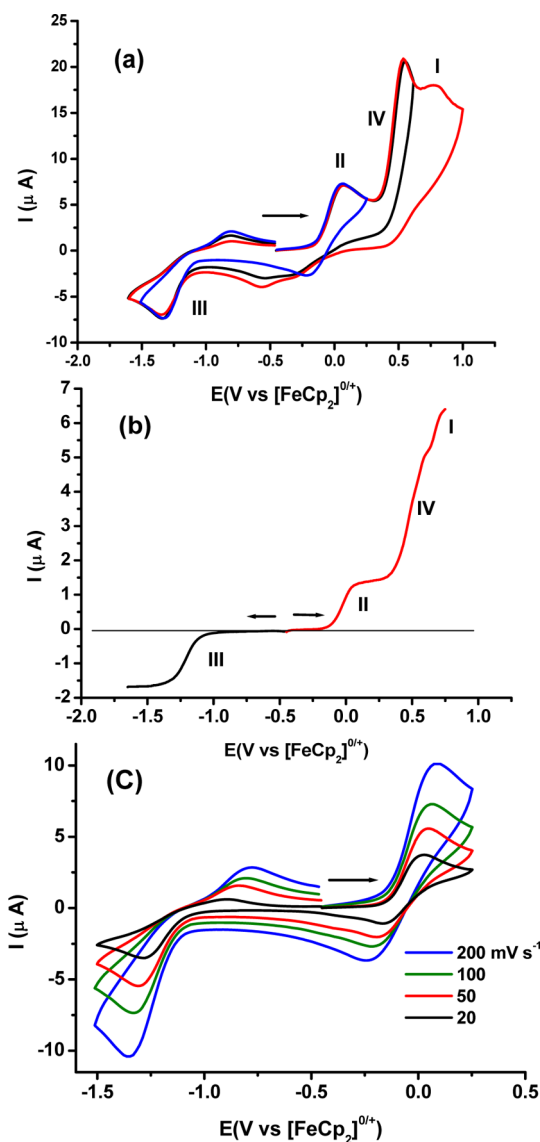 (a)
I (μ A)
25
20
15
10
5
0
-5
-10
I
IV
II
III
-2.0 -1.5 -1.0 -0.5 0.0 0.5 1.0
E(V vs [FeCp₂]⁰ᐟ⁺)
(b)
I (μ A)
7
6
5
4
3
2
1
0
-1
-2
I
IV
II
III
-2.0 -1.5 -1.0 -0.5 0.0 0.5 1.0
E(V vs [FeCp₂]⁰ᐟ⁺)
(C)
I (μ A)
10
5
0
-5
-10
200 mV s⁻¹
100
50
20
-1.5 -1.0 -0.5 0.0 0.5
E(V vs [FeCp₂]⁰ᐟ⁺)